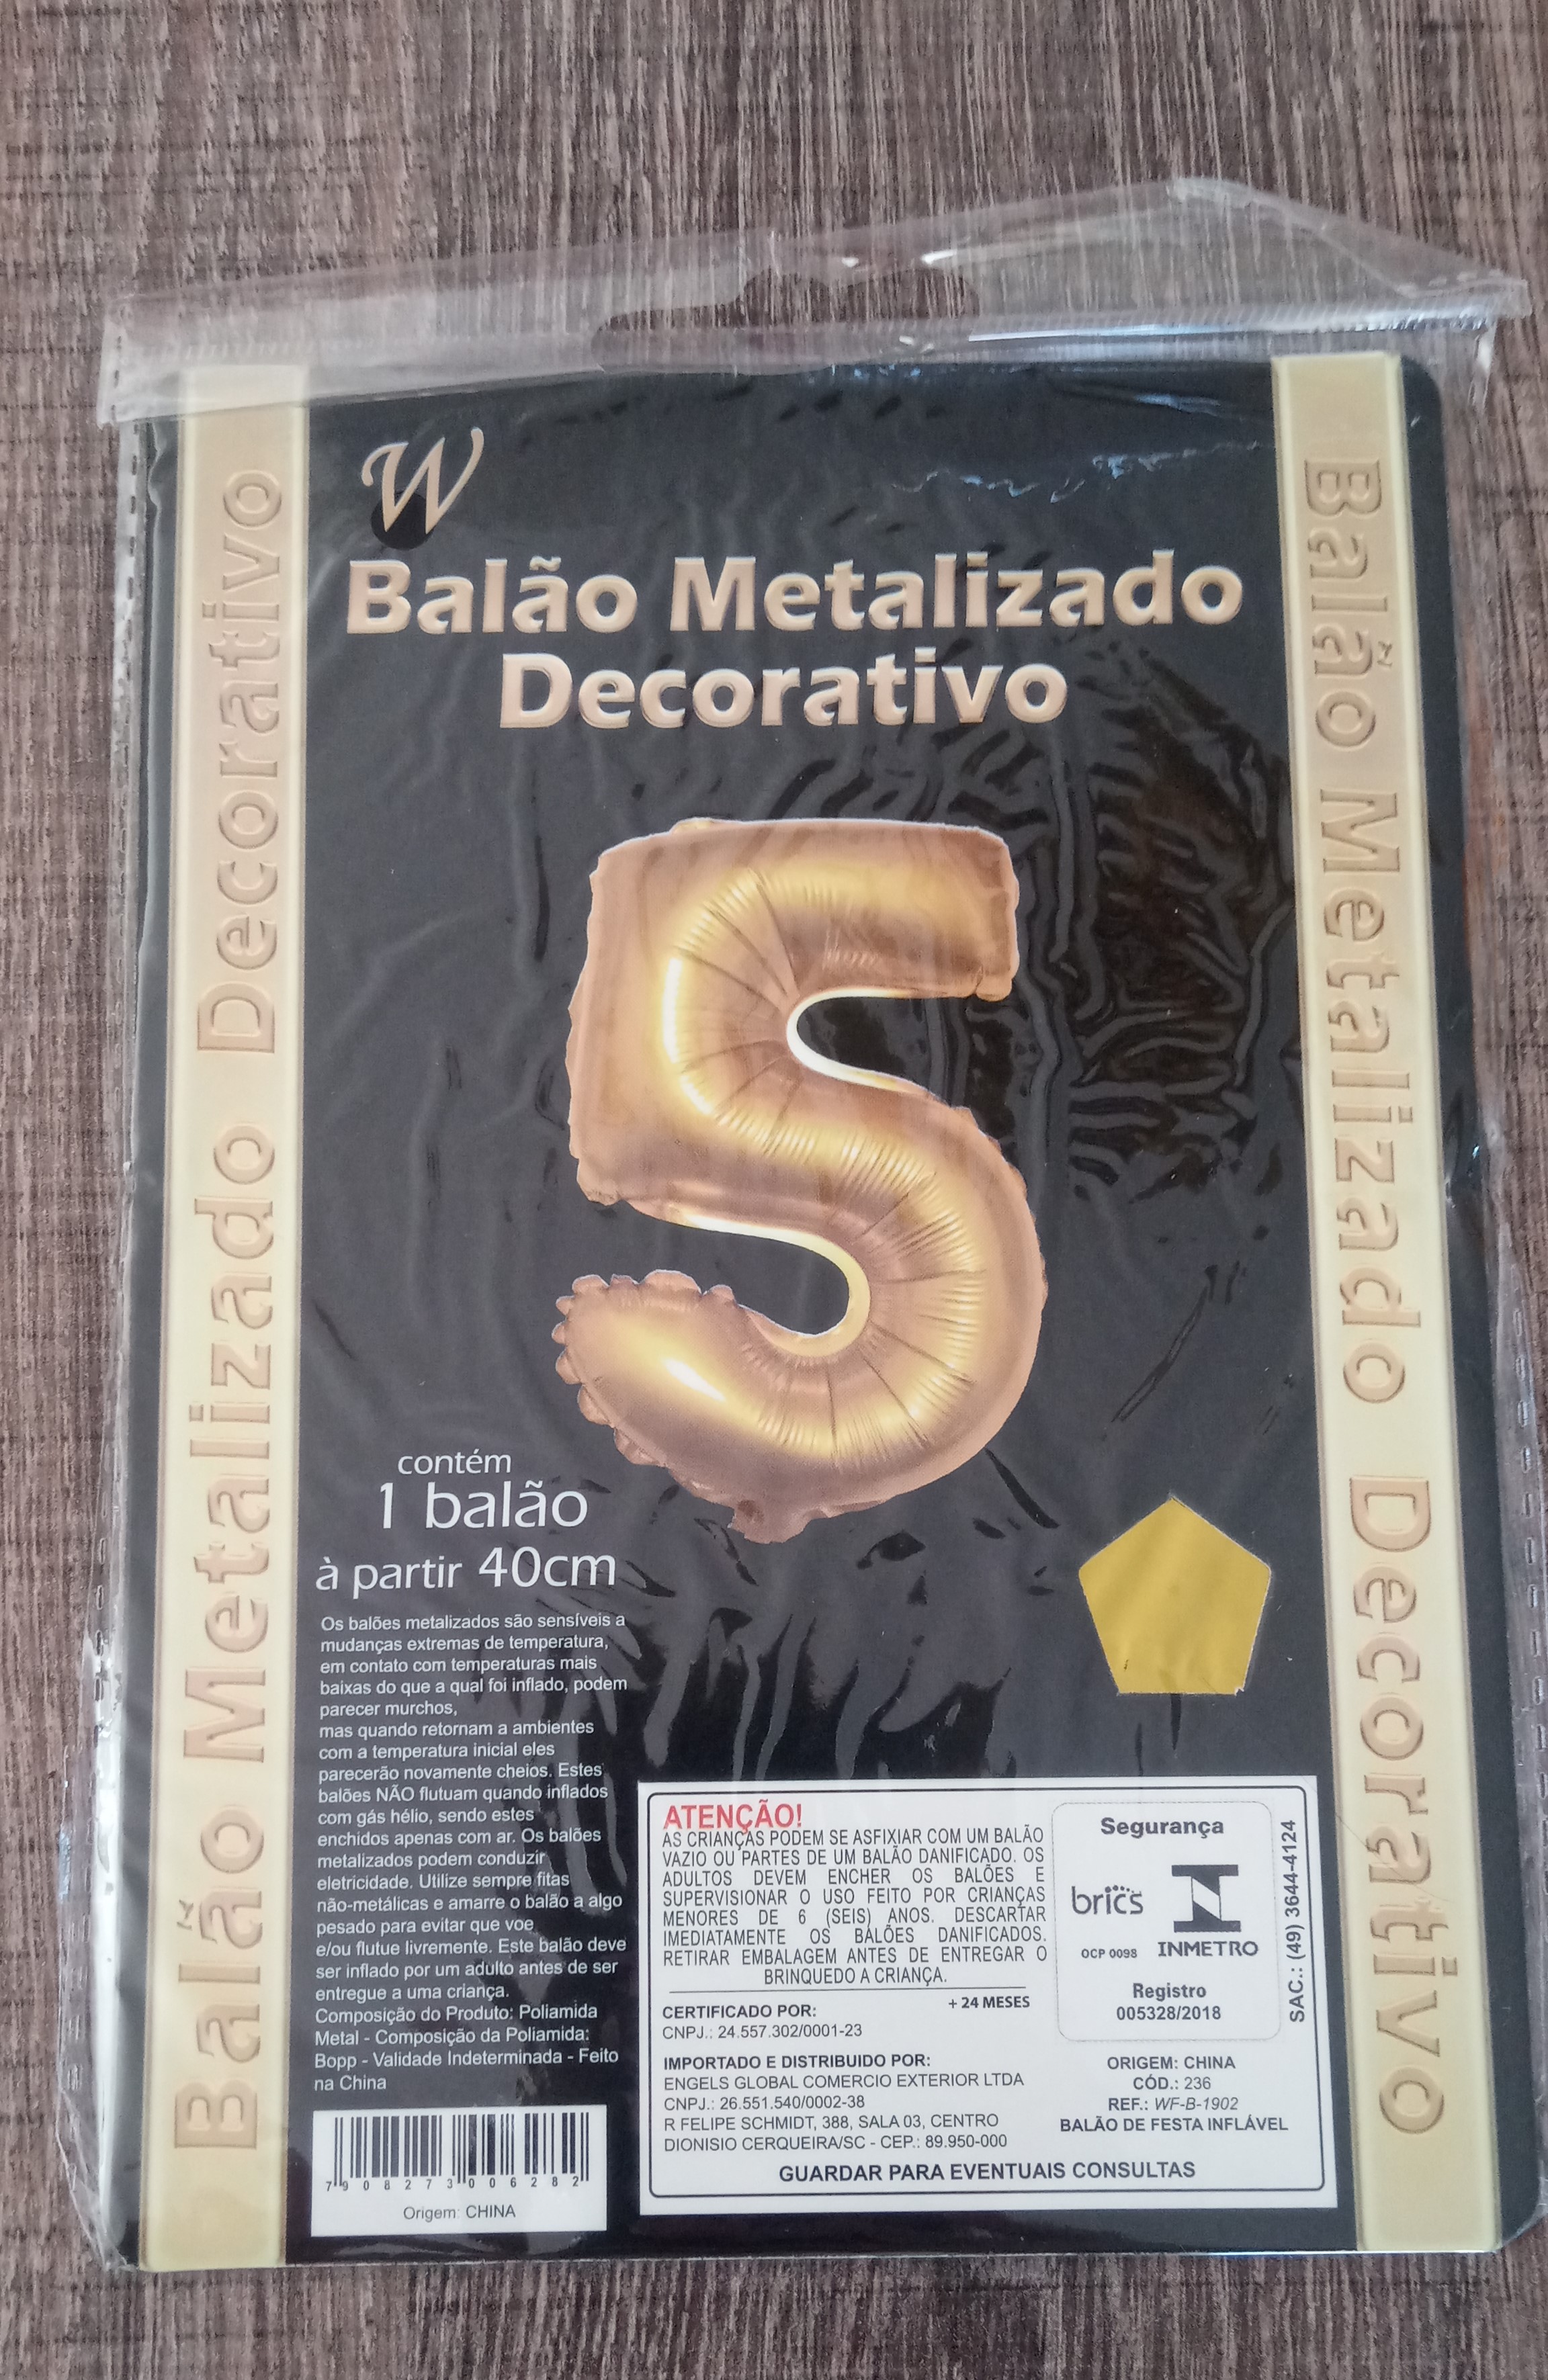 W
Balão Metalizado
Decorativo
Balão Metalizado Decorativo
Balão Metalizado Decorativo
5
contém
1 balão
à partir 40cm
Os balões metalizados são sensíveis a
mudanças extremas de temperatura,
em contato com temperaturas mais
baixas do que a qual foi inflado, podem
parecer murchos,
mas quando retornam a ambientes
com a temperatura inicial eles
parecerão novamente cheios. Estes
balões NÃO flutuam quando inflados
com gás hélio, sendo estes
enchidos apenas com ar. Os balões
metalizados podem conduzir
eletricidade. Utilize sempre fitas
não-metálicas e amarre o balão a algo
pesado para evitar que voe
e/ou flutue livremente. Este balão deve
ser inflado por um adulto antes de ser
entregue a uma criança.
Composição do Produto: Poliamida
Metal - Composição da Poliamida:
Bopp - Validade Indeterminada - Feito
na China
7908273006282
Origem: CHINA
ATENÇÃO!
AS CRIANÇAS PODEM SE ASFIXIAR COM UM BALÃO
VAZIO OU PARTES DE UM BALÃO DANIFICADO. OS
ADULTOS DEVEM ENCHER OS BALÕES E
SUPERVISIONAR O USO FEITO POR CRIANÇAS
MENORES DE 6 (SEIS) ANOS. DESCARTAR
IMEDIATAMENTE OS BALÕES DANIFICADOS.
RETIRAR EMBALAGEM ANTES DE ENTREGAR O
BRINQUEDO A CRIANÇA.
+ 24 MESES
CERTIFICADO POR:
CNPJ.: 24.557.302/0001-23
IMPORTADO E DISTRIBUIDO POR:
ENGELS GLOBAL COMERCIO EXTERIOR LTDA
CNPJ.: 26.551.540/0002-38
R FELIPE SCHMIDT, 388, SALA 03, CENTRO
DIONISIO CERQUEIRA/SC - CEP.: 89.950-000
Segurança
brics
OCP 0098
INMETRO
Registro
005328/2018
SAC.: (49) 3644-4124
ORIGEM: CHINA
CÓD.: 236
REF.: WF-B-1902
BALÃO DE FESTA INFLÁVEL
GUARDAR PARA EVENTUAIS CONSULTAS